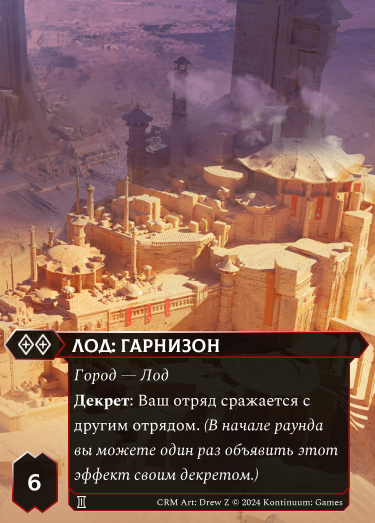 ЛОД: ГАРНИЗОН
Город — Лод
Декрет: Ваш отряд сражается с
другим отрядом. (В начале раунда
вы можете один раз объявить этот
эффект своим декретом.)
6
CRM Art: Drew Z © 2024 Kontinuum: Games